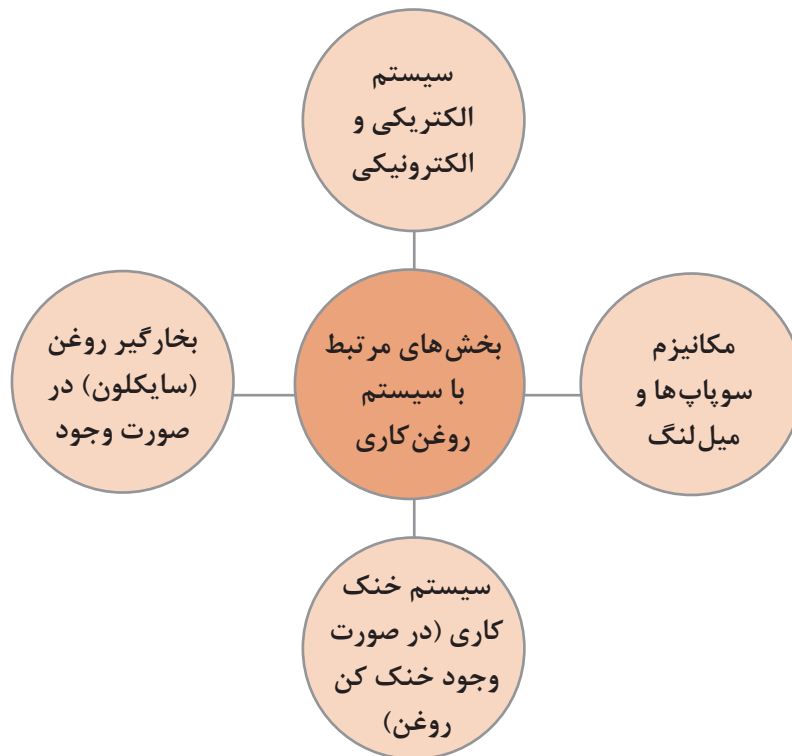 سیستم
الکتریکی و
الکترونیکی
مکانیزم
سوپاپ‌ها و
میل‌لنگ
بخش‌های مرتبط
با سیستم
روغن‌کاری
بخارگیر روغن
(سایکلون) در
صورت وجود
سیستم خنک
کاری (در صورت
وجود خنک کن
روغن)